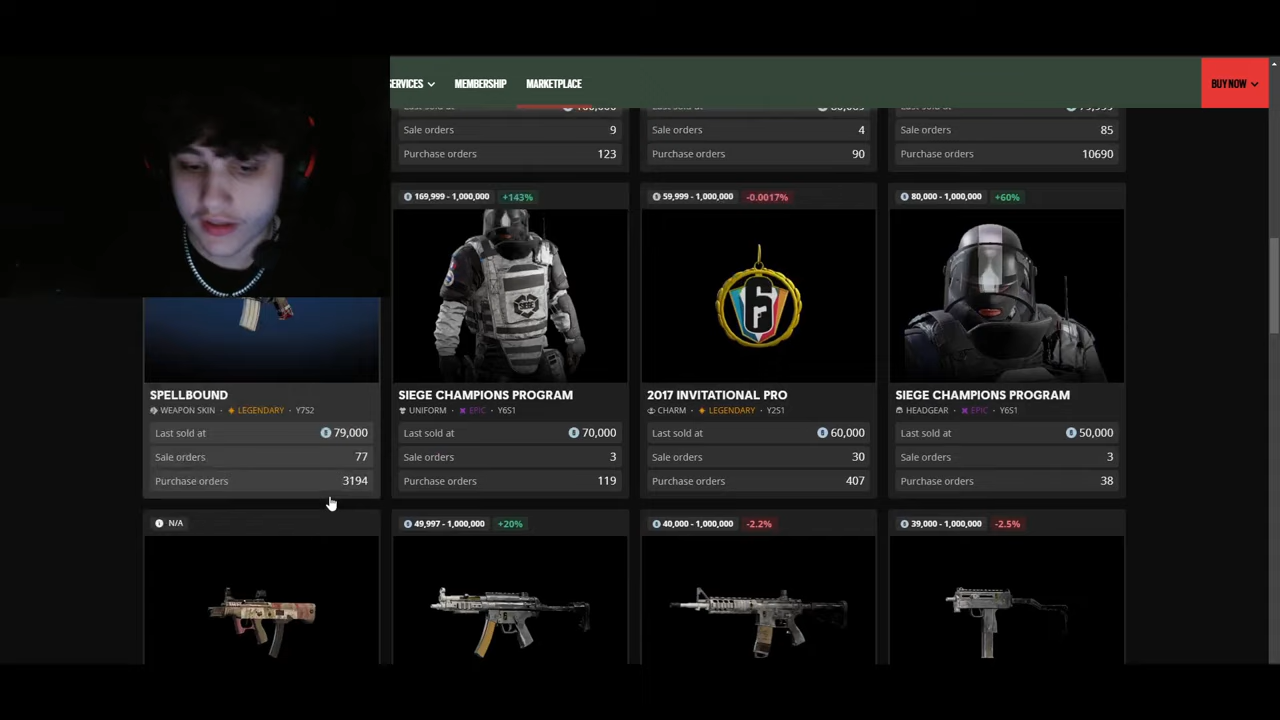 SERVICES MEMBERSHIP MARKETPLACE BUY NOW
Sale orders 9 Sale orders 4 Sale orders 85
Purchase orders 123 Purchase orders 90 Purchase orders 10690
169,999 - 1,000,000 +143% 59,999 - 1,000,000 -0.0017% 80,000 - 1,000,000 +60%
SIEGE
6
SPELLBOUND SIEGE CHAMPIONS PROGRAM 2017 INVITATIONAL PRO SIEGE CHAMPIONS PROGRAM
WEAPON SKIN · LEGENDARY · Y7S2 UNIFORM · EPIC · Y6S1 CHARM · LEGENDARY · Y2S1 HEADGEAR · EPIC · Y6S1
Last sold at 79,000 Last sold at 70,000 Last sold at 60,000 Last sold at 50,000
Sale orders 77 Sale orders 3 Sale orders 30 Sale orders 3
Purchase orders 3194 Purchase orders 119 Purchase orders 407 Purchase orders 38
N/A 49,997 - 1,000,000 +20% 40,000 - 1,000,000 -2.2% 39,000 - 1,000,000 -2.5%